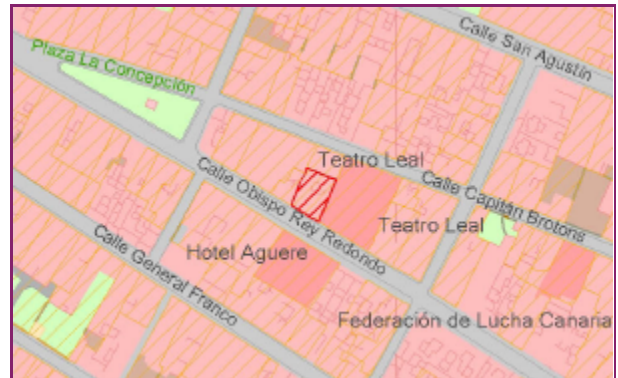 Calle San Agustín
Plaza La Concepción
Teatro Leal
Calle Capitán Brotons
Calle Obispo Rey Redondo
Teatro Leal
Hotel Aguere
Calle General Franco
Federación de Lucha Canaria